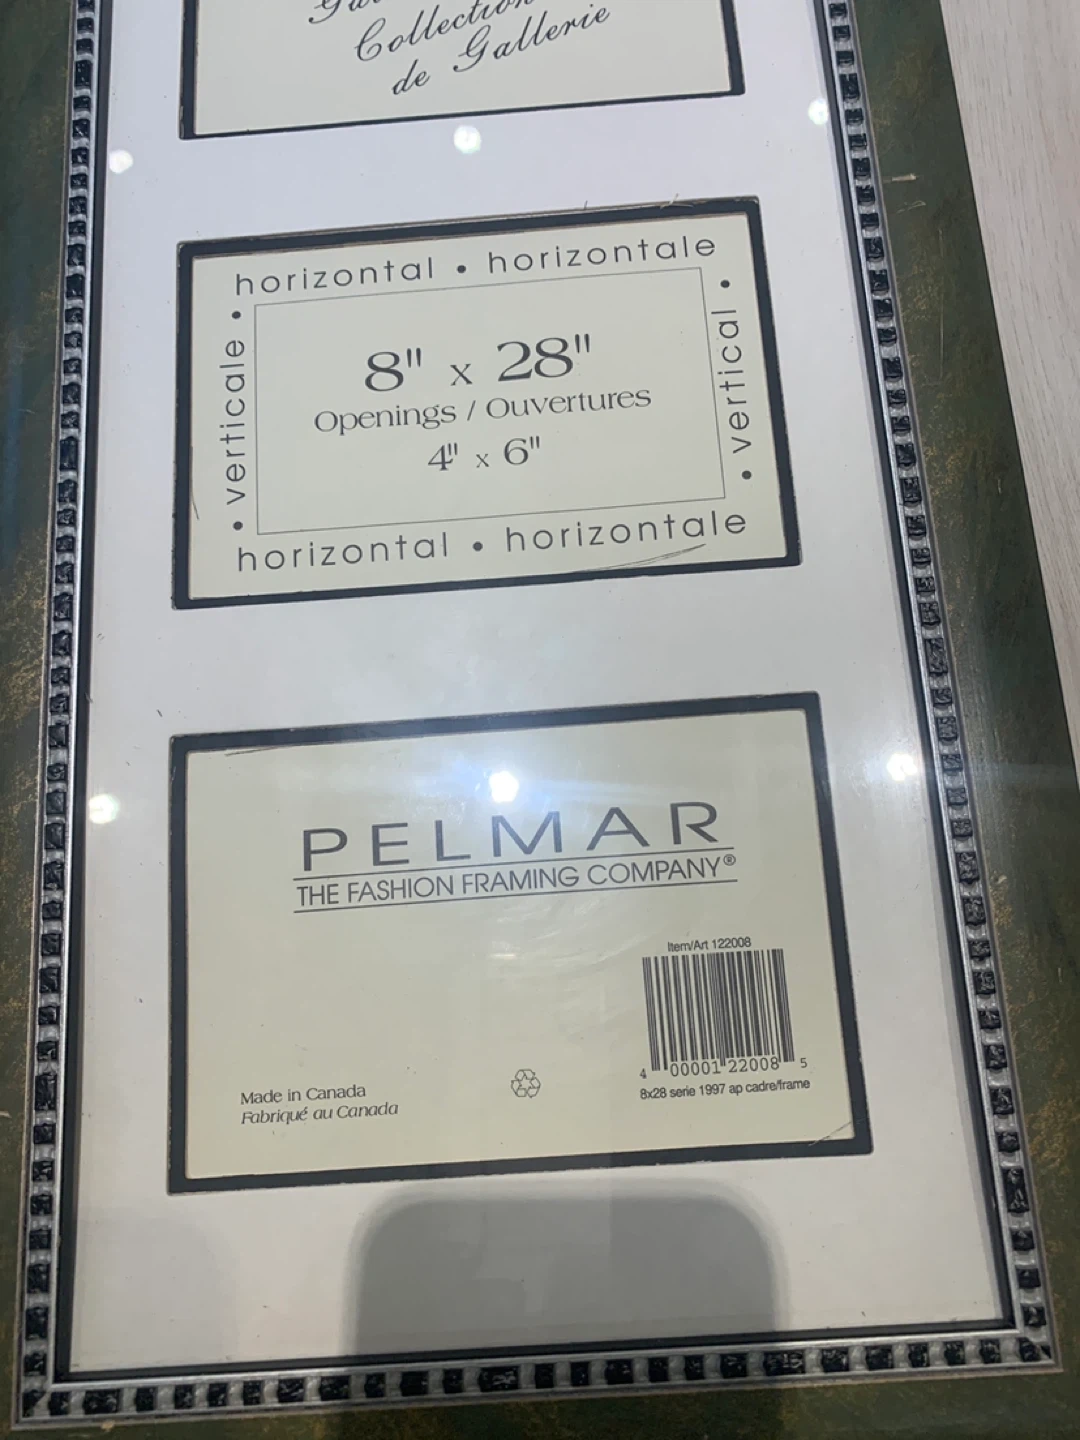 Collection
de Gallerie
horizontal • horizontale
• verticale •
• vertical •
8" x 28"
Openings / Ouvertures
4" x 6"
horizontal • horizontale
PELMAR
THE FASHION FRAMING COMPANY®
Item/Art 122008
4 00001 22008 5
8x28 serie 1997 ap cadre/frame
Made in Canada
Fabriqué au Canada